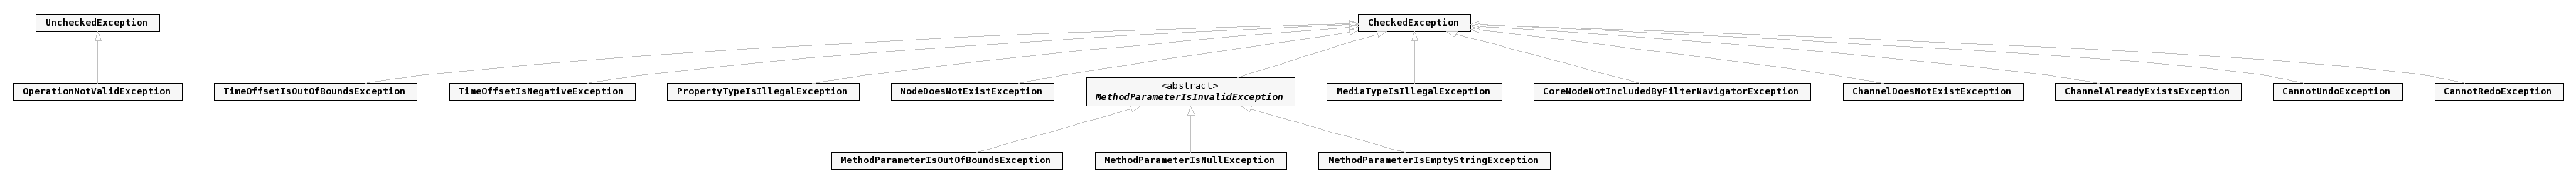 UncheckedException
CheckedException
OperationNotValidException
TimeOffsetIsOutOfBoundsException
TimeOffsetIsNegativeException
PropertyTypeIsIllegalException
NodeDoesNotExistException
<abstract>
MethodParameterIsInvalidException
MediaTypeIsIllegalException
CoreNodeNotIncludedByFilterNavigatorException
ChannelDoesNotExistException
ChannelAlreadyExistsException
CannotUndoException
CannotRedoException
MethodParameterIsOutOfBoundsException
MethodParameterIsNullException
MethodParameterIsEmptyStringException